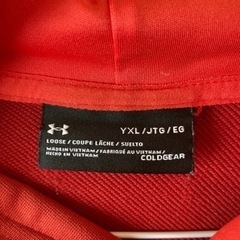 YXL/JTG/EG
LOOSE/COUPE LÂCHE/SUELTO
MADE IN VIETNAM/FABRIQUÉ AU VIETNAM/
HECHO EN VIETNAM
COLDGEAR